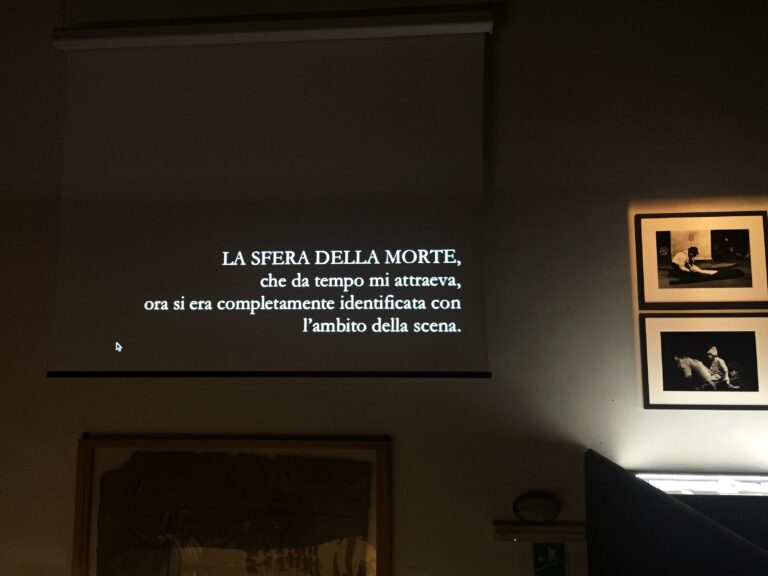 LA SFERA DELLA MORTE,
che da tempo mi attraeva,
ora si era completamente identificata con
l'ambito della scena.